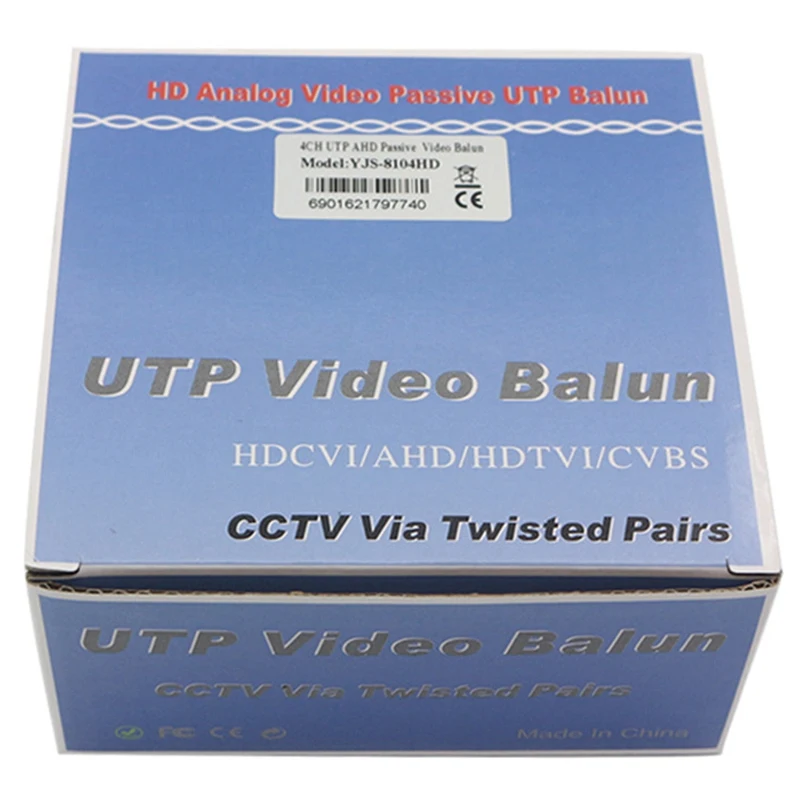 HD Analog Video Passive UTP Balun
4CH UTP AHD Passive Video Balun
Model:YJS-8104HD
6901621797740
CE
UTP Video Balun
HDCVI/AHD/HDTVI/CVBS
CCTV Via Twisted Pairs
UTP Video Balun
CCTV Via Twisted Pairs
FC CE Made In China